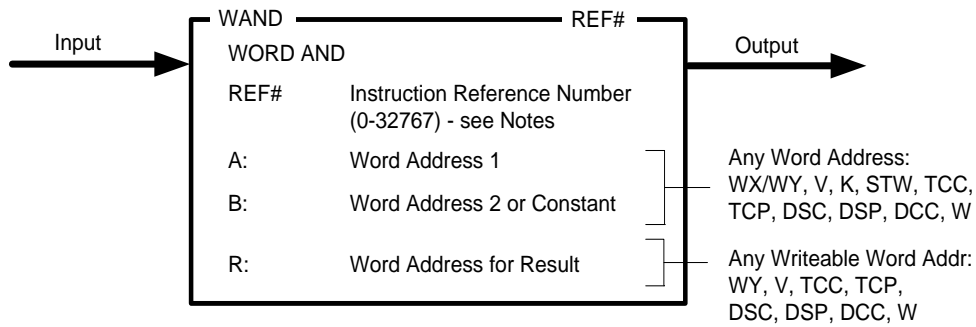 WAND REF#
Input
WORD AND
Output
REF# Instruction Reference Number
(0-32767) - see Notes
A: Word Address 1
B: Word Address 2 or Constant
Any Word Address:
WX/WY, V, K, STW, TCC,
TCP, DSC, DSP, DCC, W
R: Word Address for Result
Any Writeable Word Addr:
WY, V, TCC, TCP,
DSC, DSP, DCC, W